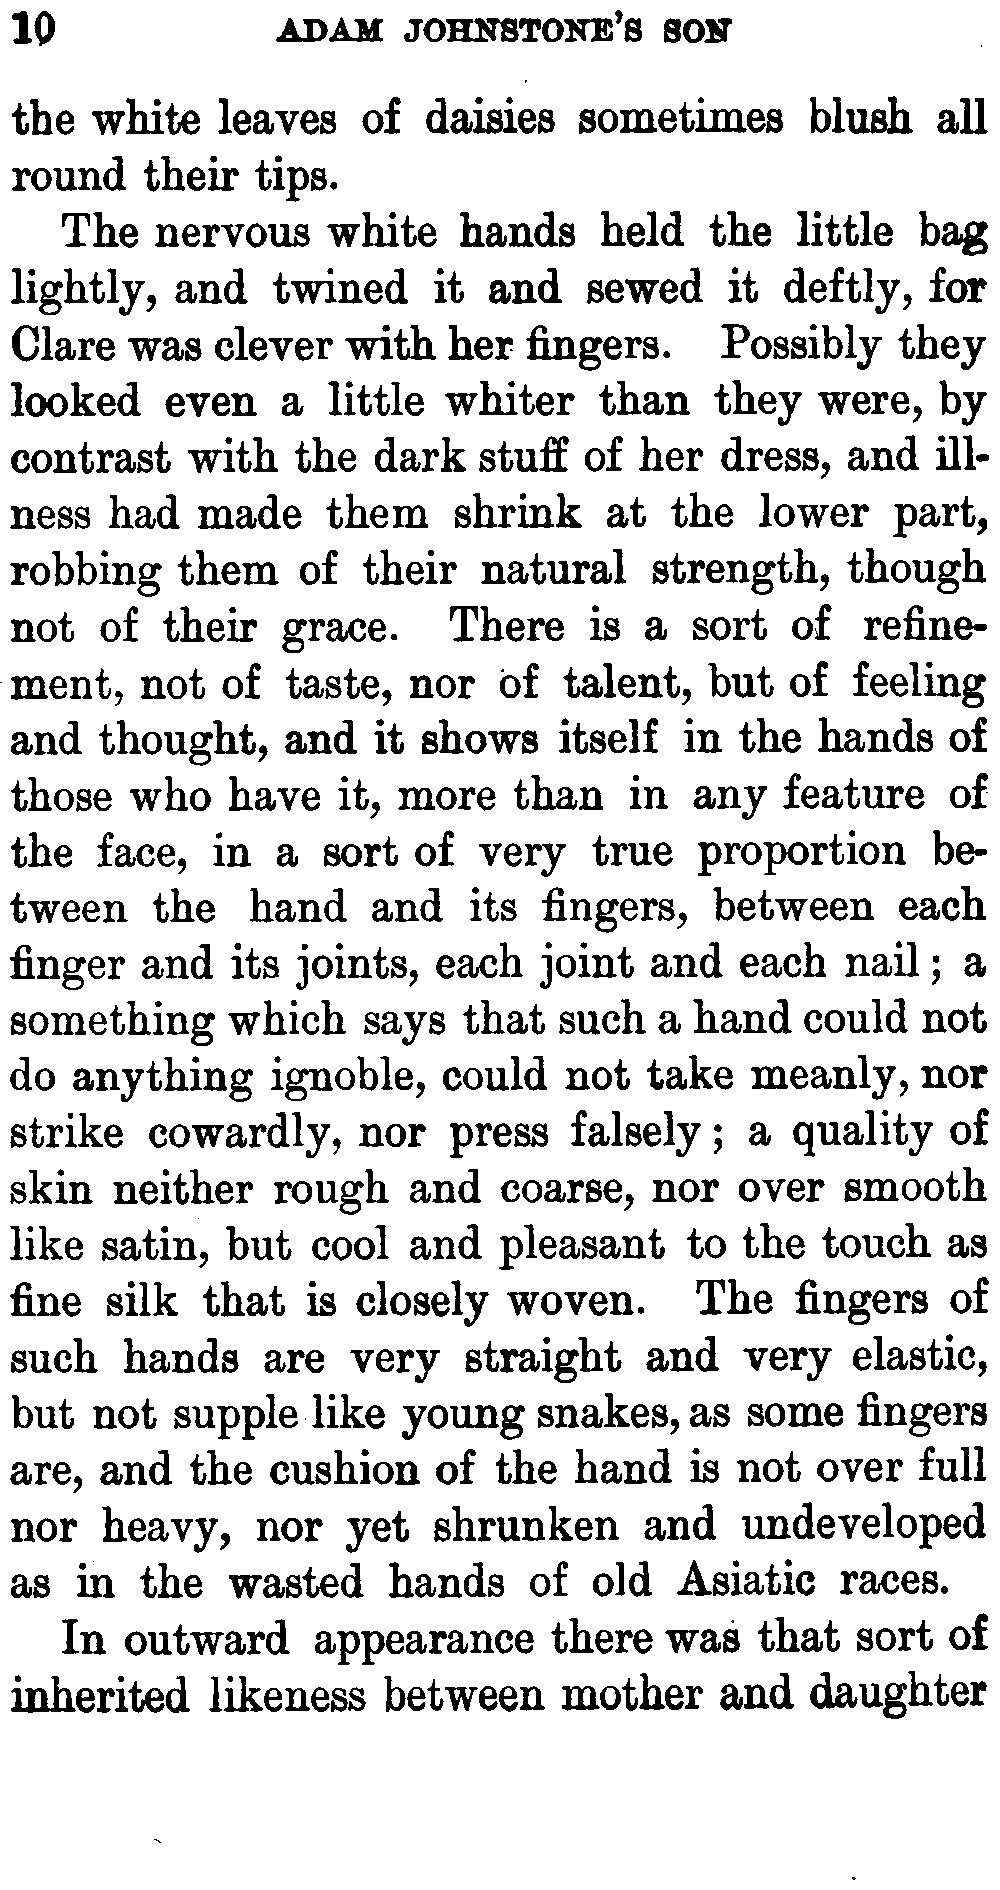 10 ADAM JOHNSTONE'S SON
the white leaves of daisies sometimes blush all
round their tips.
The nervous white hands held the little bag
lightly, and twined it and sewed it deftly, for
Clare was clever with her fingers. Possibly they
looked even a little whiter than they were, by
contrast with the dark stuff of her dress, and ill-
ness had made them shrink at the lower part,
robbing them of their natural strength, though
not of their grace. There is a sort of refine-
ment, not of taste, nor of talent, but of feeling
and thought, and it shows itself in the hands of
those who have it, more than in any feature of
the face, in a sort of very true proportion be-
tween the hand and its fingers, between each
finger and its joints, each joint and each nail; a
something which says that such a hand could not
do anything ignoble, could not take meanly, nor
strike cowardly, nor press falsely; a quality of
skin neither rough and coarse, nor over smooth
like satin, but cool and pleasant to the touch as
fine silk that is closely woven. The fingers of
such hands are very straight and very elastic,
but not supple like young snakes, as some fingers
are, and the cushion of the hand is not over full
nor heavy, nor yet shrunken and undeveloped
as in the wasted hands of old Asiatic races.
In outward appearance there was that sort of
inherited likeness between mother and daughter